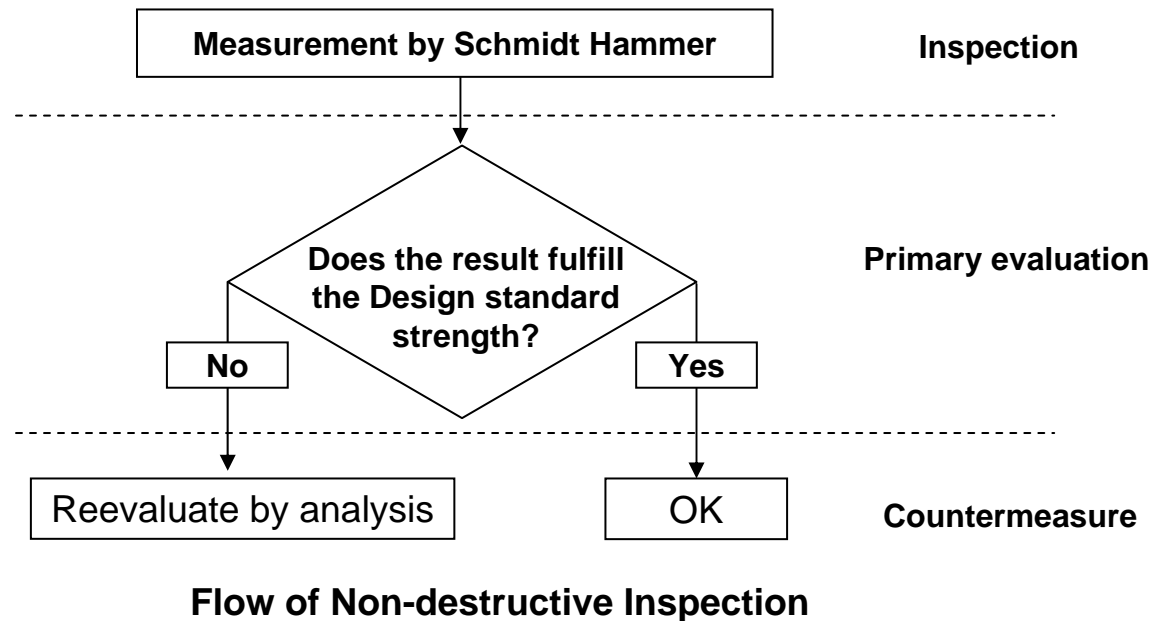 Measurement by Schmidt Hammer
Inspection
Does the result fulfill
the Design standard
strength?
Primary evaluation
No
Yes
Reevaluate by analysis
OK
Countermeasure
Flow of Non-destructive Inspection